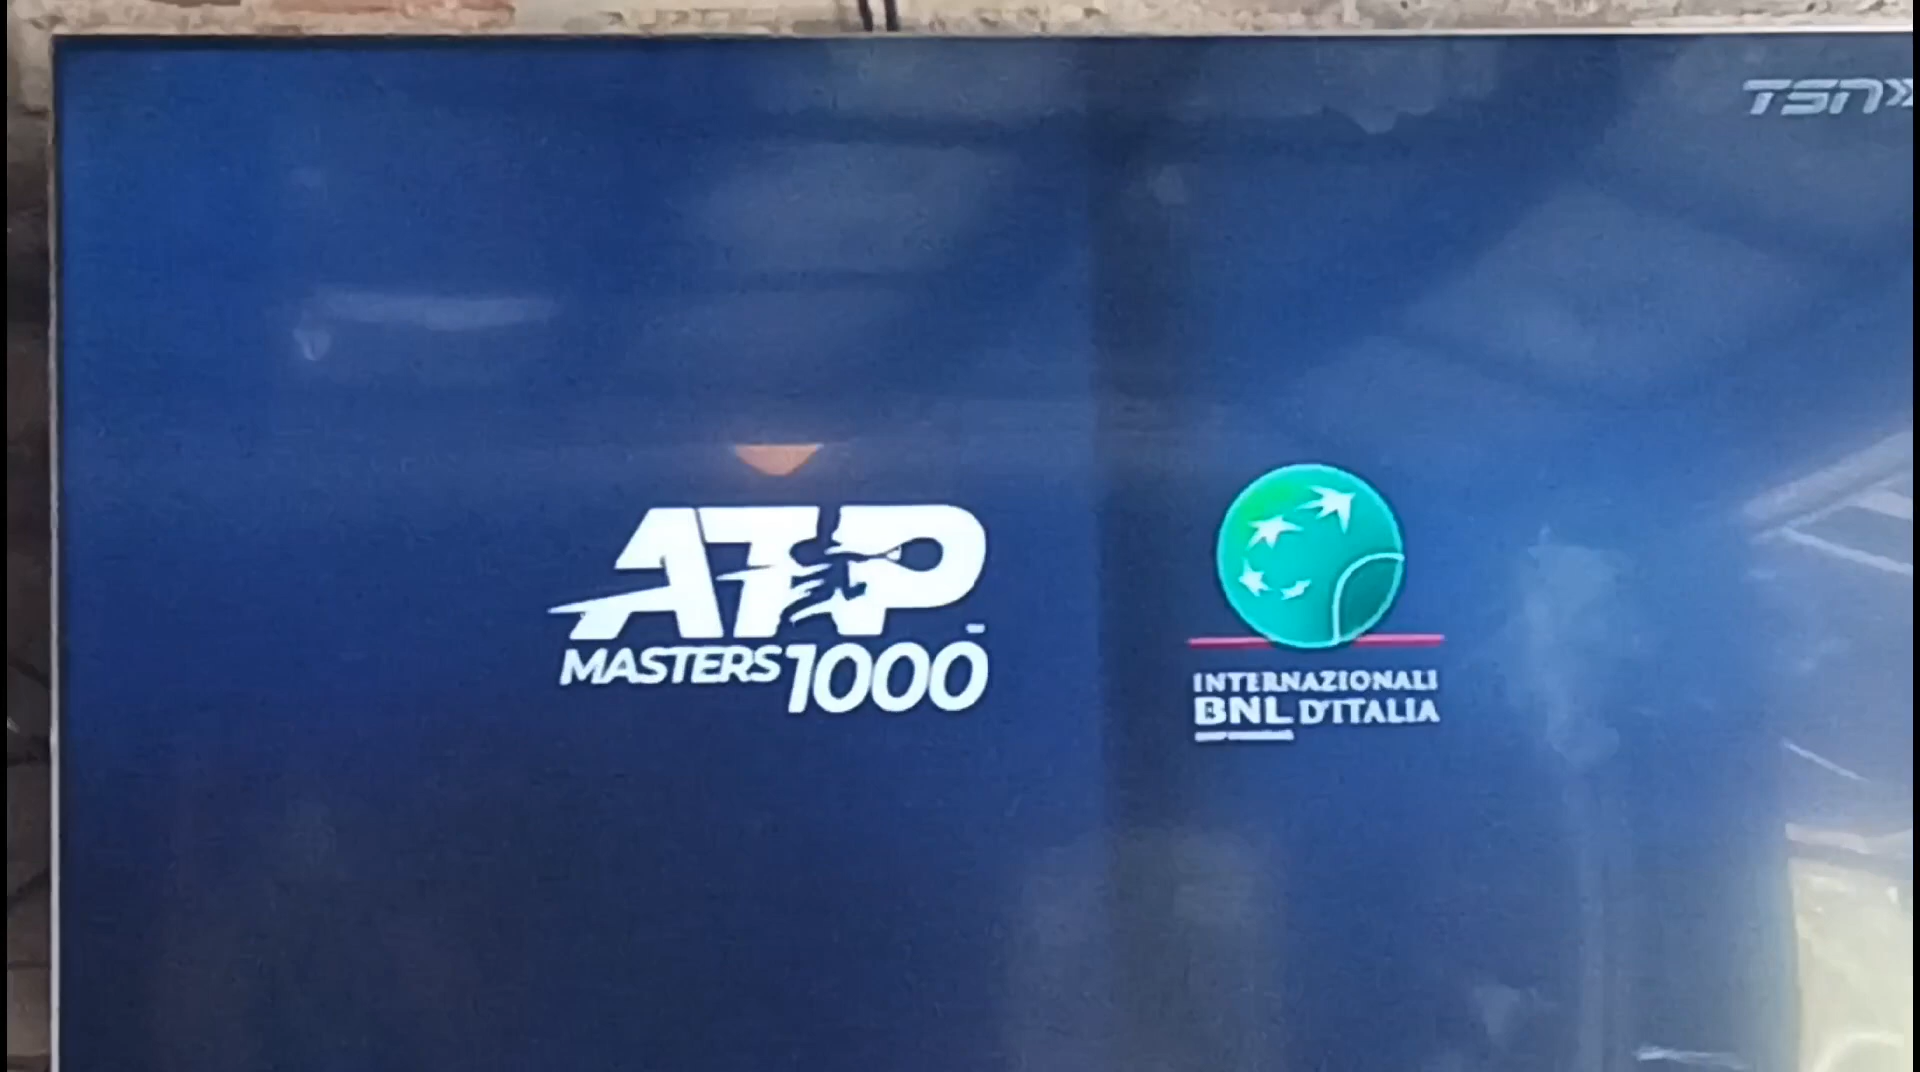 TSN
ATP
MASTERS 1000
INTERNAZIONALI
BNL D'ITALIA